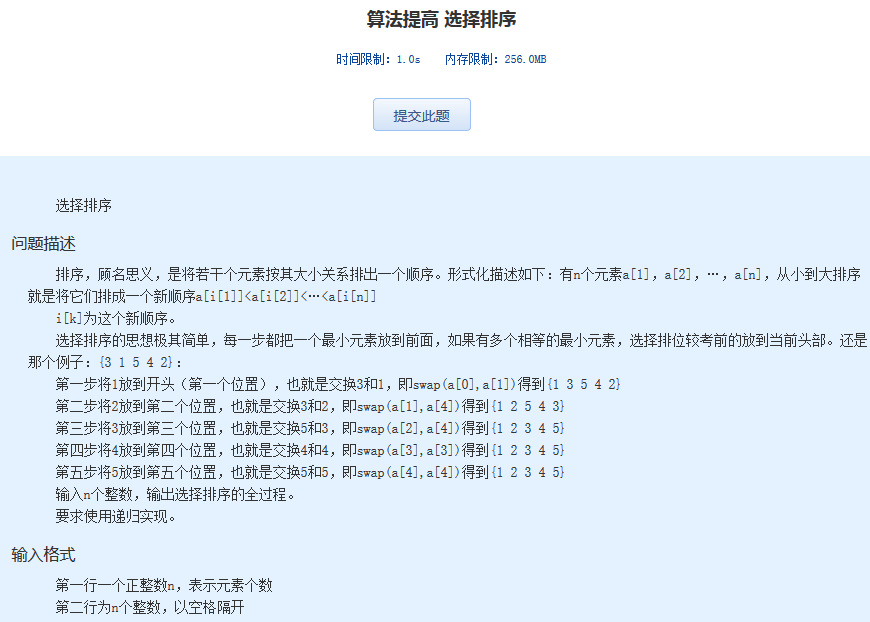 算法提高 选择排序
时间限制：1.0s 内存限制：256.0MB
提交此题
选择排序
问题描述
排序，顾名思义，是将若干个元素按其大小关系排出一个顺序。形式化描述如下：有n个元素a[1]，a[2]，…，a[n]，从小到大排序
就是将它们排成一个新顺序a[i[1]]<a[i[2]]<…<a[i[n]]
i[k]为这个新顺序。
选择排序的思想极其简单，每一步都把一个最小元素放到前面，如果有多个相等的最小元素，选择排位较考前的放到当前头部。还是
那个例子：{3 1 5 4 2}：
第一步将1放到开头（第一个位置），也就是交换3和1，即swap(a[0],a[1])得到{1 3 5 4 2}
第二步将2放到第二个位置，也就是交换3和2，即swap(a[1],a[4])得到{1 2 5 4 3}
第三步将3放到第三个位置，也就是交换5和3，即swap(a[2],a[4])得到{1 2 3 4 5}
第四步将4放到第四个位置，也就是交换4和4，即swap(a[3],a[3])得到{1 2 3 4 5}
第五步将5放到第五个位置，也就是交换5和5，即swap(a[4],a[4])得到{1 2 3 4 5}
输入n个整数，输出选择排序的全过程。
要求使用递归实现。
输入格式
第一行一个正整数n，表示元素个数
第二行为n个整数，以空格隔开